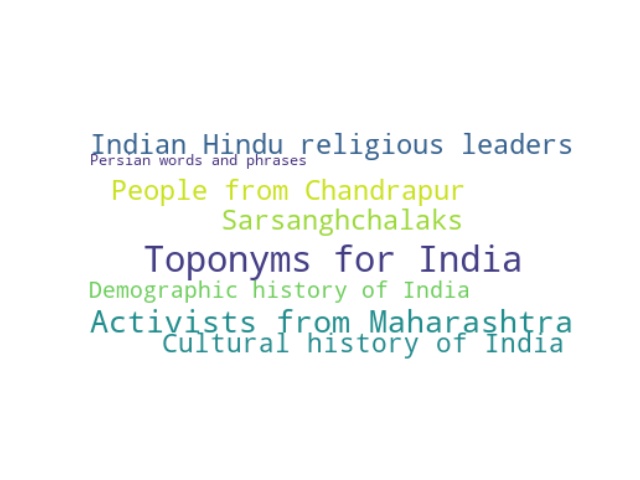 Indian Hindu religious leaders
Persian words and phrases
People from Chandrapur
Sarsanghchalaks
Toponyms for India
Demographic history of India
Activists from Maharashtra
Cultural history of India